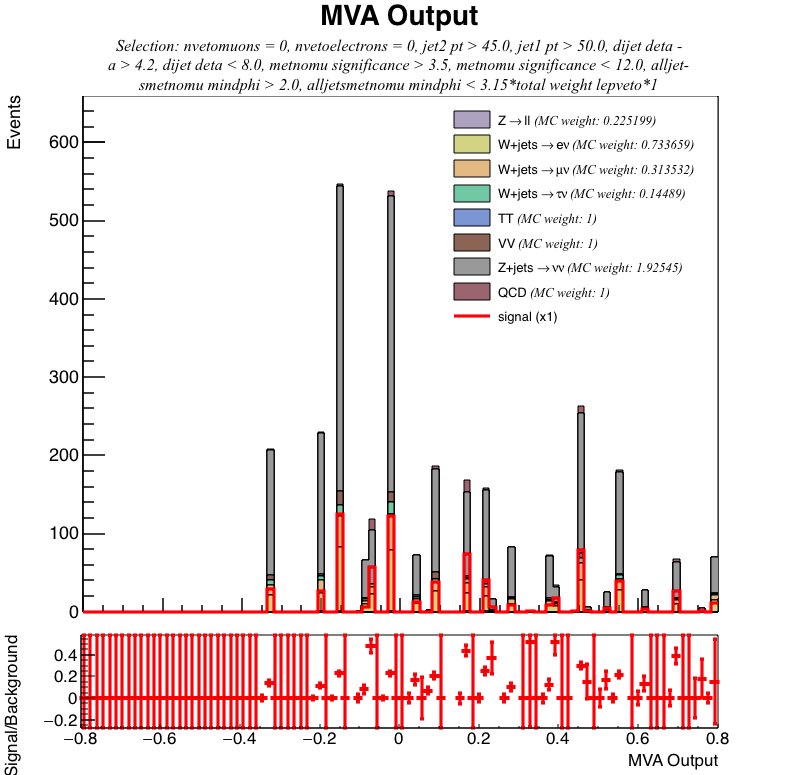 MVA Output
Selection: nvetomuons = 0, nvetoelectrons = 0, jet2 pt > 45.0, jet1 pt > 50.0, dijet deta -
a > 4.2, dijet deta < 8.0, metnomu significance > 3.5, metnomu significance < 12.0, alljet-
smetnomu mindphi > 2.0, alljetsmetnomu mindphi < 3.15*total weight lepveto*1
Events
600
500
400
300
200
100
0
Z→ll (MC weight: 0.225199)
W+jets→eν (MC weight: 0.733659)
W+jets→μν (MC weight: 0.313532)
W+jets→τν (MC weight: 0.14489)
TT (MC weight: 1)
VV (MC weight: 1)
Z+jets→νν (MC weight: 1.92545)
QCD (MC weight: 1)
signal (x1)
Signal/Background
0.4
0.2
0
−0.2
−0.8 −0.6 −0.4 −0.2 0 0.2 0.4 0.6 0.8
MVA Output